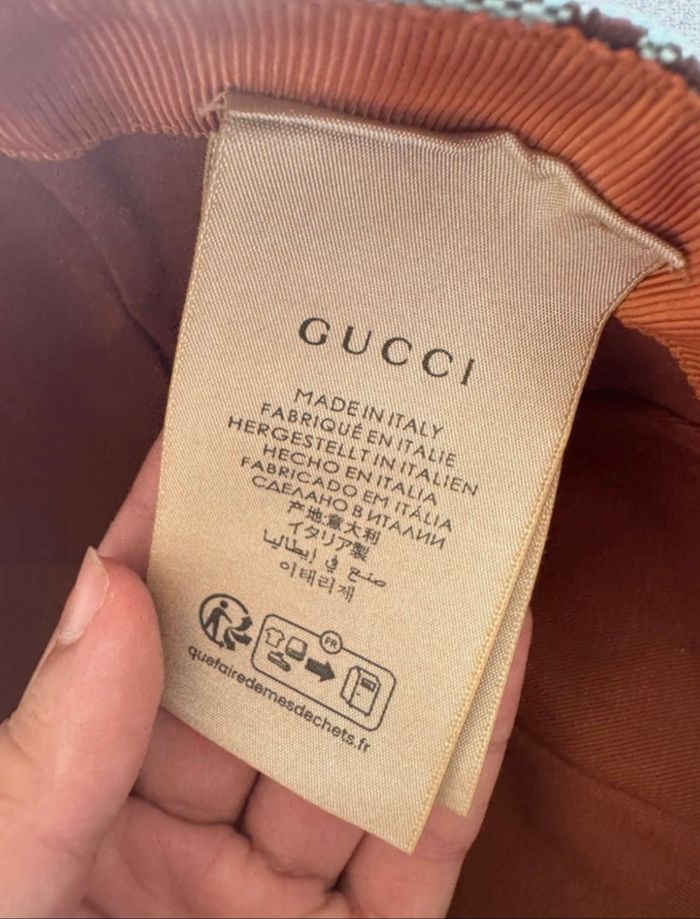 GUCCI
MADE IN ITALY
FABRIQUÉ EN ITALIE
HERGESTELLT IN ITALIEN
HECHO EN ITALIA
FABRICADO EM ITÁLIA
СДЕЛАНО В ИТАЛИИ
产地:意大利
イタリア製
صنع في إيطاليا
이태리제
FR
quefairedemesdechets.fr